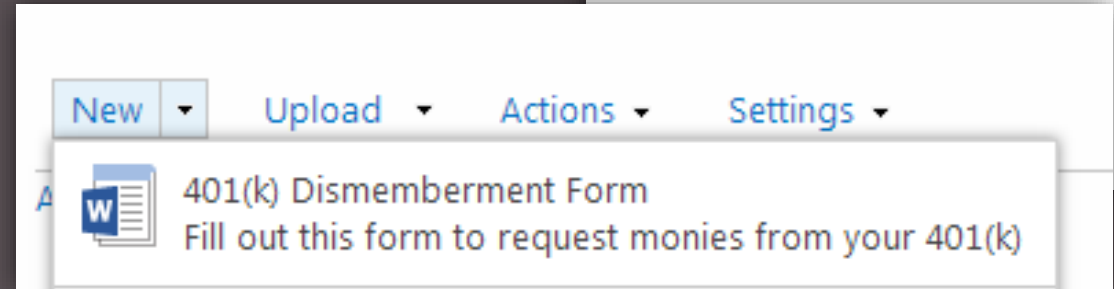 New Upload Actions Settings
A
W
401(k) Dismemberment Form
Fill out this form to request monies from your 401(k)